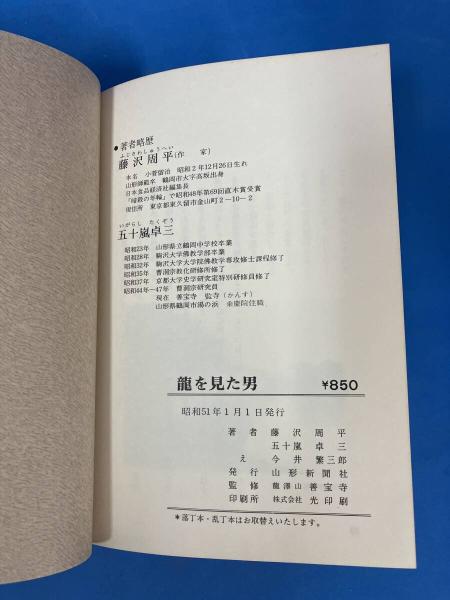 ●著者略歴
ふじさわしゅうへい
藤沢周平(作　家)
本名　小菅留治　昭和2年12月26日生れ
山形師範卒　鶴岡市大字高坂出身
日本食品経済社編集長
『暗殺の年輪』で昭和48年第69回直木賞受賞
現住所　東京都東久留米市金山町2−10−2
いがらし　たくぞう
五十嵐卓三
昭和23年　山形県立鶴岡中学校卒業
昭和28年　駒沢大学佛教学部卒業
昭和32年　駒沢大学大学院佛教学専攻修士課程修了
昭和35年　曹洞宗教化研修所修了
昭和37年　京都大学史学研究室特別研修員修了
昭和44年−47年　曹洞宗研究員
現在　善宝寺　監寺(かんす)
山形県鶴岡市湯の浜　乗慶院住職
龍を見た男　￥850
昭和51年1月1日発行
著者　藤沢周平
五十嵐卓三
え　今井繁三郎
発行　山形新聞社
監修　龍澤山善宝寺
印刷所　株式会社光印刷
＊落丁本・乱丁本はお取替えいたします。